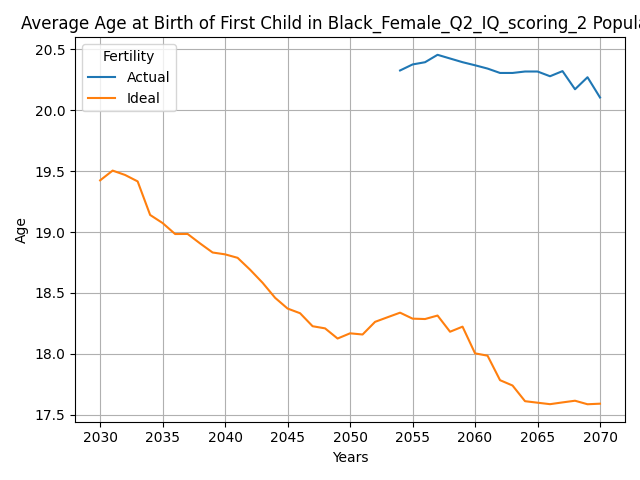 Average Age at Birth of First Child in Black_Female_Q2_IQ_scoring_2 Popula
Fertility
Actual
Ideal
20.5
20.0
19.5
19.0
18.5
18.0
17.5
Age
2030 2035 2040 2045 2050 2055 2060 2065 2070
Years